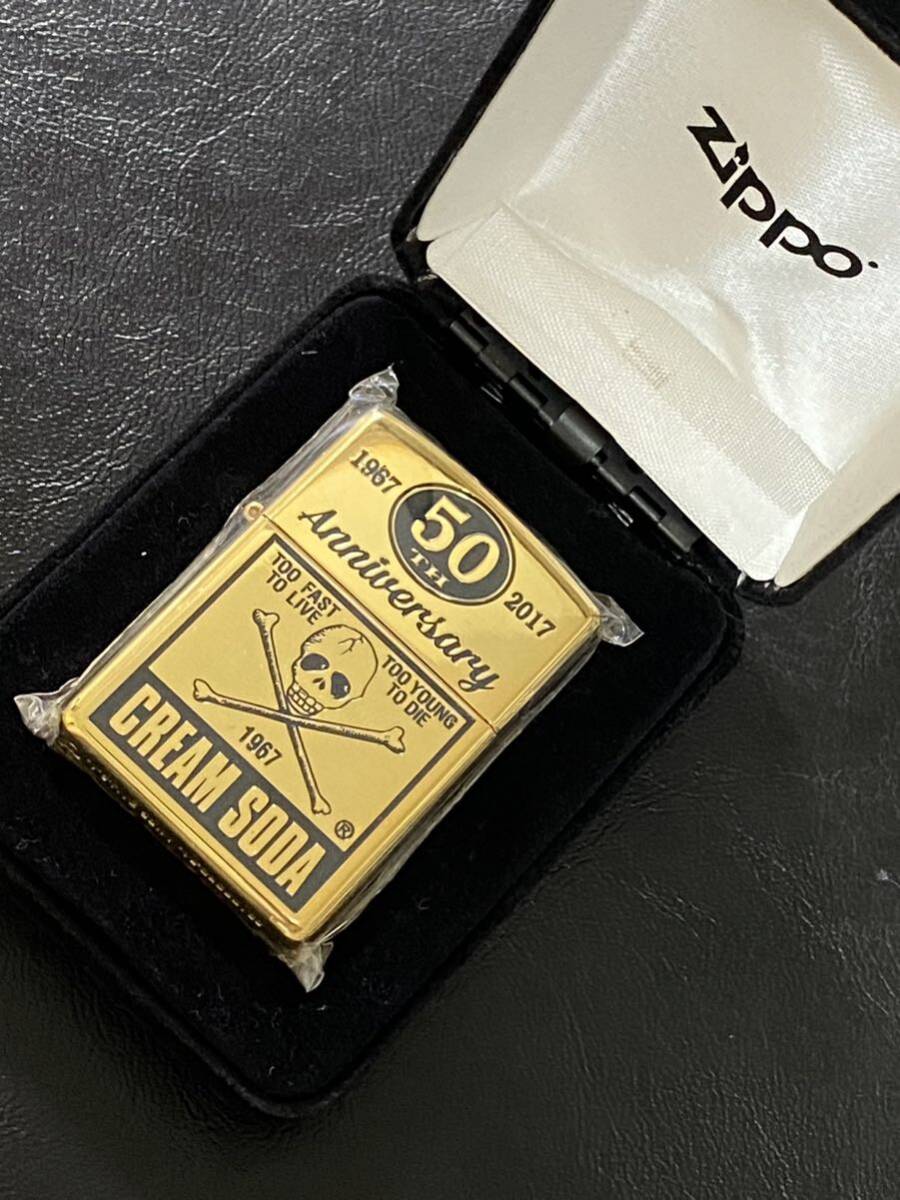 Zippo
1967
50
TH
2017
Anniversary
TOO FAST
TO LIVE
TOO YOUNG
TO DIE
1967
CREAM SODA ®